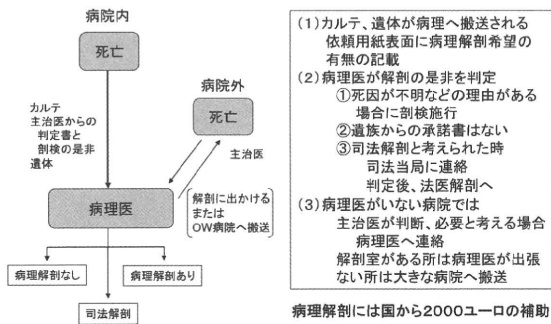 病院内
死亡
カルテ
主治医からの
判定書と
剖検の是非
遺体
病院外
死亡
主治医
病理医
解剖に出かける
または
OW病院へ搬送
病理解剖なし
病理解剖あり
司法解剖
(1)カルテ、遺体が病理へ搬送される
依頼用紙表面に病理解剖希望の
有無の記載
(2)病理医が解剖の是非を判定
①死因が不明などの理由がある
場合に剖検施行
②遺族からの承諾書はない
③司法解剖と考えられた時
司法当局に連絡
判定後、法医解剖へ
(3)病理医がいない病院では
主治医が判断、必要と考える場合
病理医へ連絡
解剖室がある所は病理医が出張
ない所は大きな病院へ搬送
病理解剖には国から2000ユーロの補助